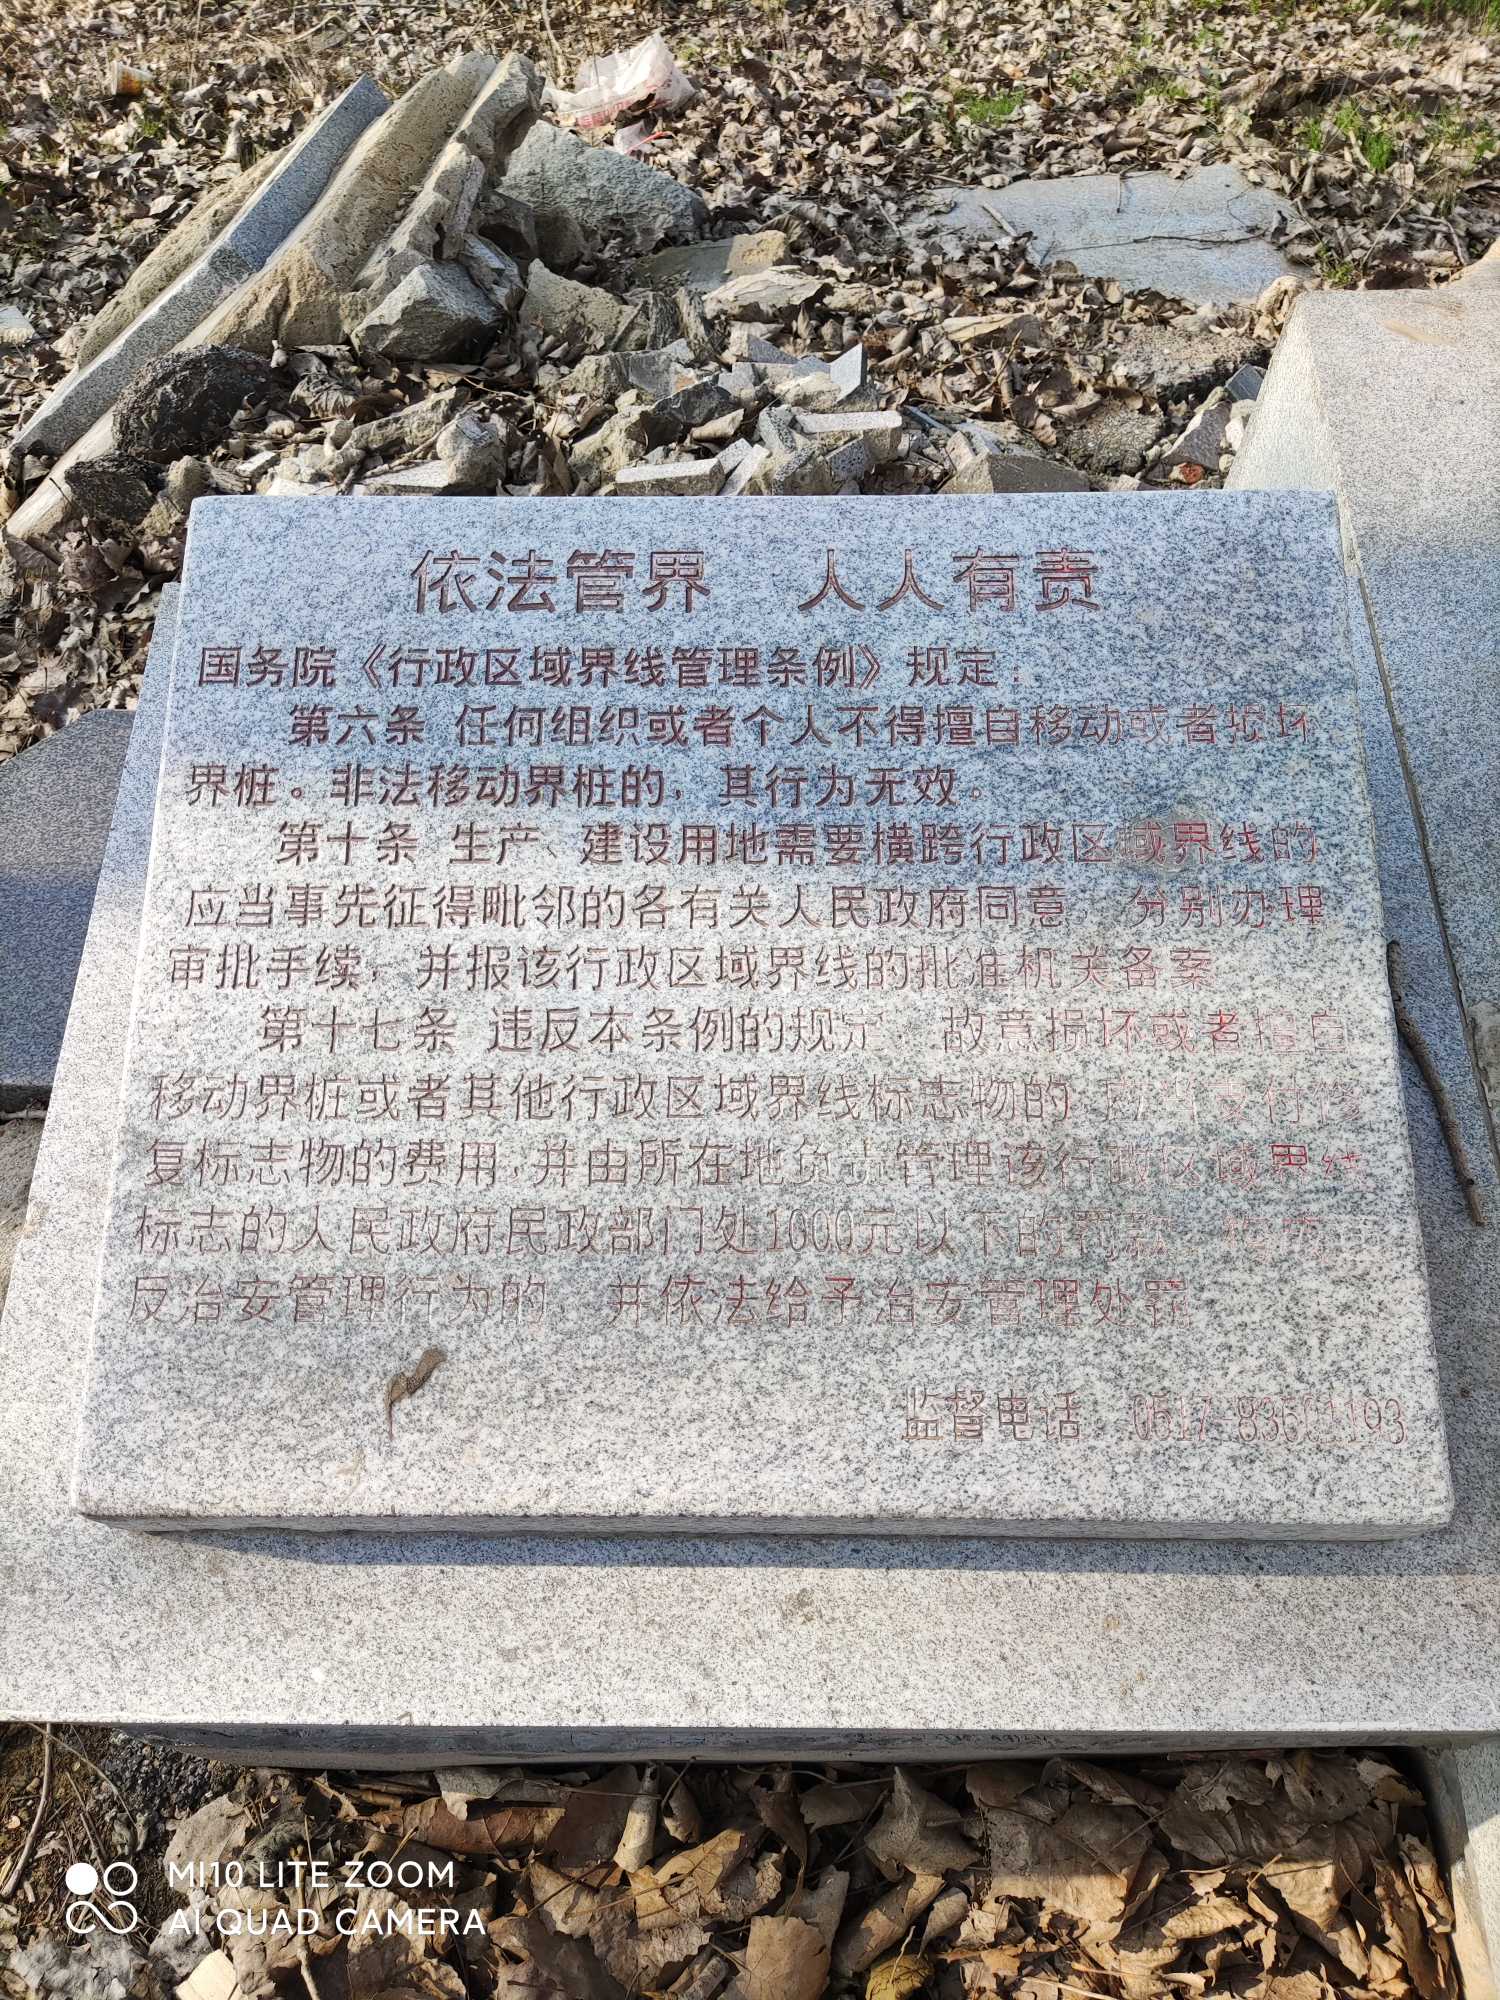 依法管界 人人有责
国务院《行政区域界线管理条例》规定：
第六条 任何组织或者个人不得擅自移动或者损坏
界桩。非法移动界桩的，其行为无效。
第十条 生产、建设用地需要横跨行政区域界线的
应当事先征得毗邻的各有关人民政府同意，分别办理
审批手续，并报该行政区域界线的批准机关备案
第十七条 违反本条例的规定，故意损坏或者擅自
移动界桩或者其他行政区域界线标志物的，应当支付修
复标志物的费用，并由所在地负责管理该行政区域界线
标志的人民政府民政部门处1000元以下的罚款
反治安管理行为的，并依法给予治安管理处罚
监督电话
MI10 LITE ZOOM
AI QUAD CAMERA